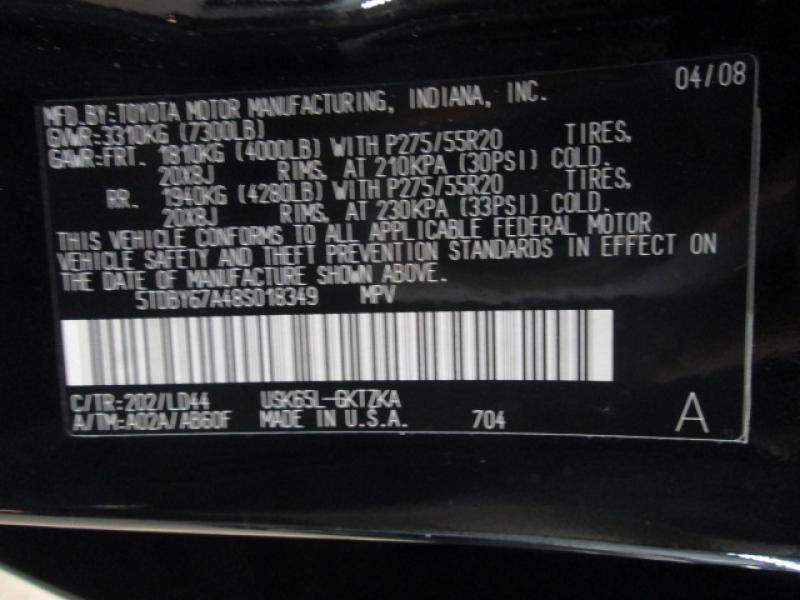 04/08
MFD.BY:TOYOTA MOTOR MANUFACTURING, INDIANA, INC.
GVWR:3310KG (7300LB)
GAWR:FRT. 1810KG (4000LB) WITH P275/55R20 TIRES,
20X8J RIMS, AT 210KPA (30PSI) COLD.
RR. 1940KG (4280LB) WITH P275/55R20 TIRES,
20X8J RIMS, AT 230KPA (33PSI) COLD.
THIS VEHICLE CONFORMS TO ALL APPLICABLE FEDERAL MOTOR
VEHICLE SAFETY AND THEFT PREVENTION STANDARDS IN EFFECT ON
THE DATE OF MANUFACTURE SHOWN ABOVE.
5TDBY67A48S018349 MPV
C/TR:202/LD44 USK65L-GKTZKA
A/TM:A02A/AB60F MADE IN U.S.A. 704 A